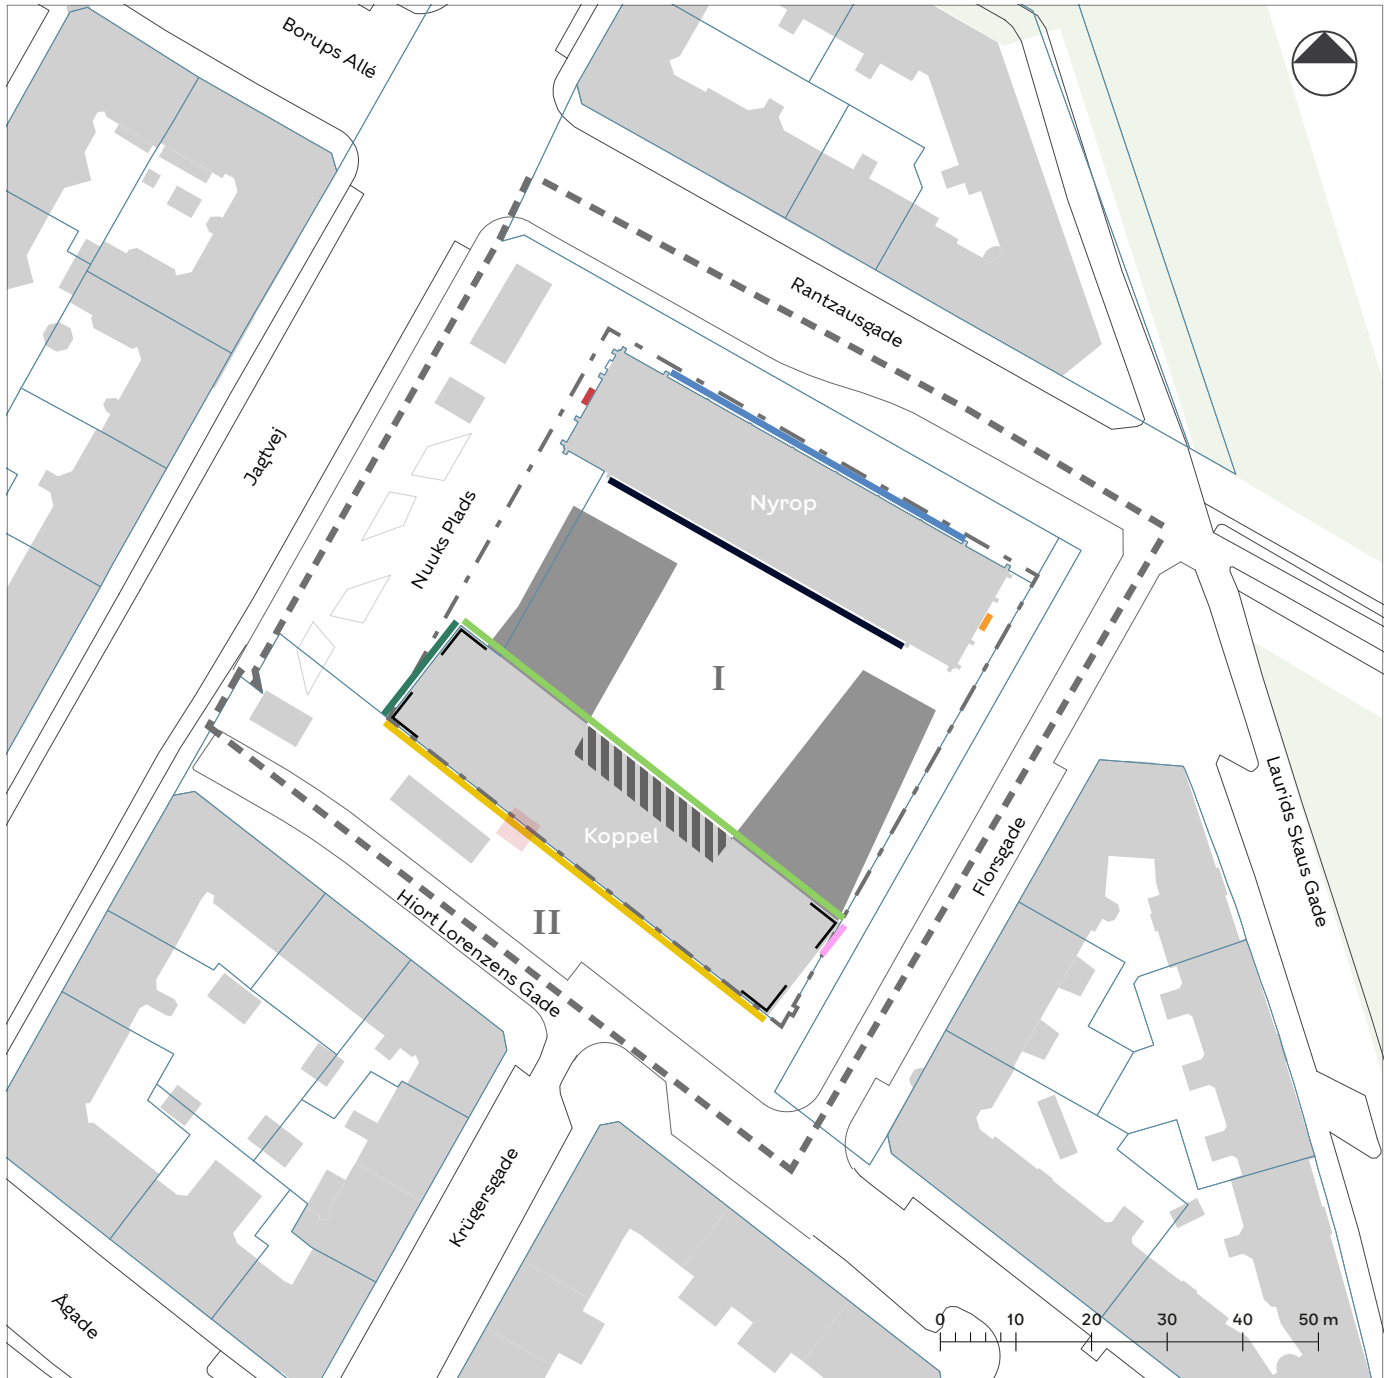 Borups Allé
Rantzausgade
Jagtvej
Nuuks Plads
Nyrop
I
Koppel
II
Hiort Lorenzens Gade
Florsgade
Laurids Skaus Gade
Krügersgade
Ågade
0 10 20 30 40 50 m